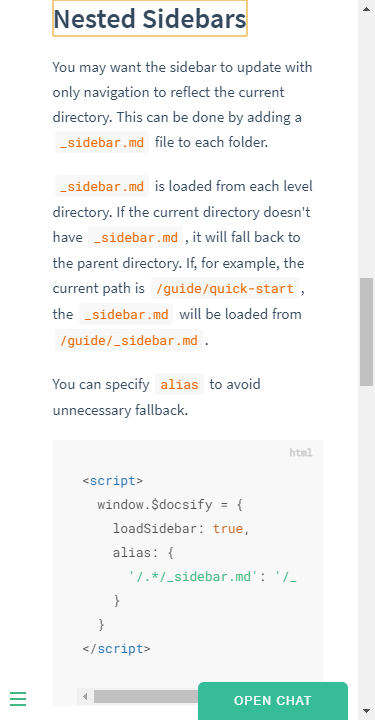 Nested Sidebars
You may want the sidebar to update with
only navigation to reflect the current
directory. This can be done by adding a
_sidebar.md file to each folder.
_sidebar.md is loaded from each level
directory. If the current directory doesn't
have _sidebar.md , it will fall back to
the parent directory. If, for example, the
current path is /guide/quick-start ,
the _sidebar.md will be loaded from
/guide/_sidebar.md .
You can specify alias to avoid
unnecessary fallback.
html
<script>
window.$docsify = {
loadSidebar: true,
alias: {
'/.*/_sidebar.md': '/_
}
}
</script>
OPEN CHAT